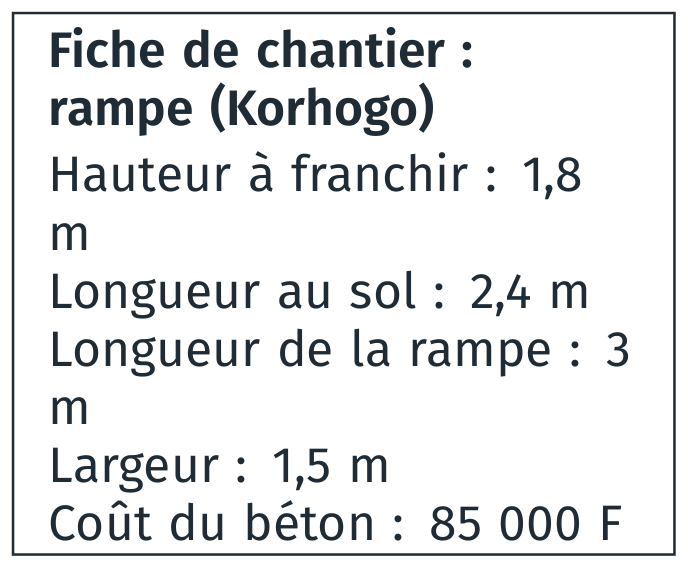 Fiche de chantier :
rampe (Korhogo)
Hauteur à franchir : 1,8
m
Longueur au sol : 2,4 m
Longueur de la rampe : 3
m
Largeur : 1,5 m
Coût du béton : 85 000 F